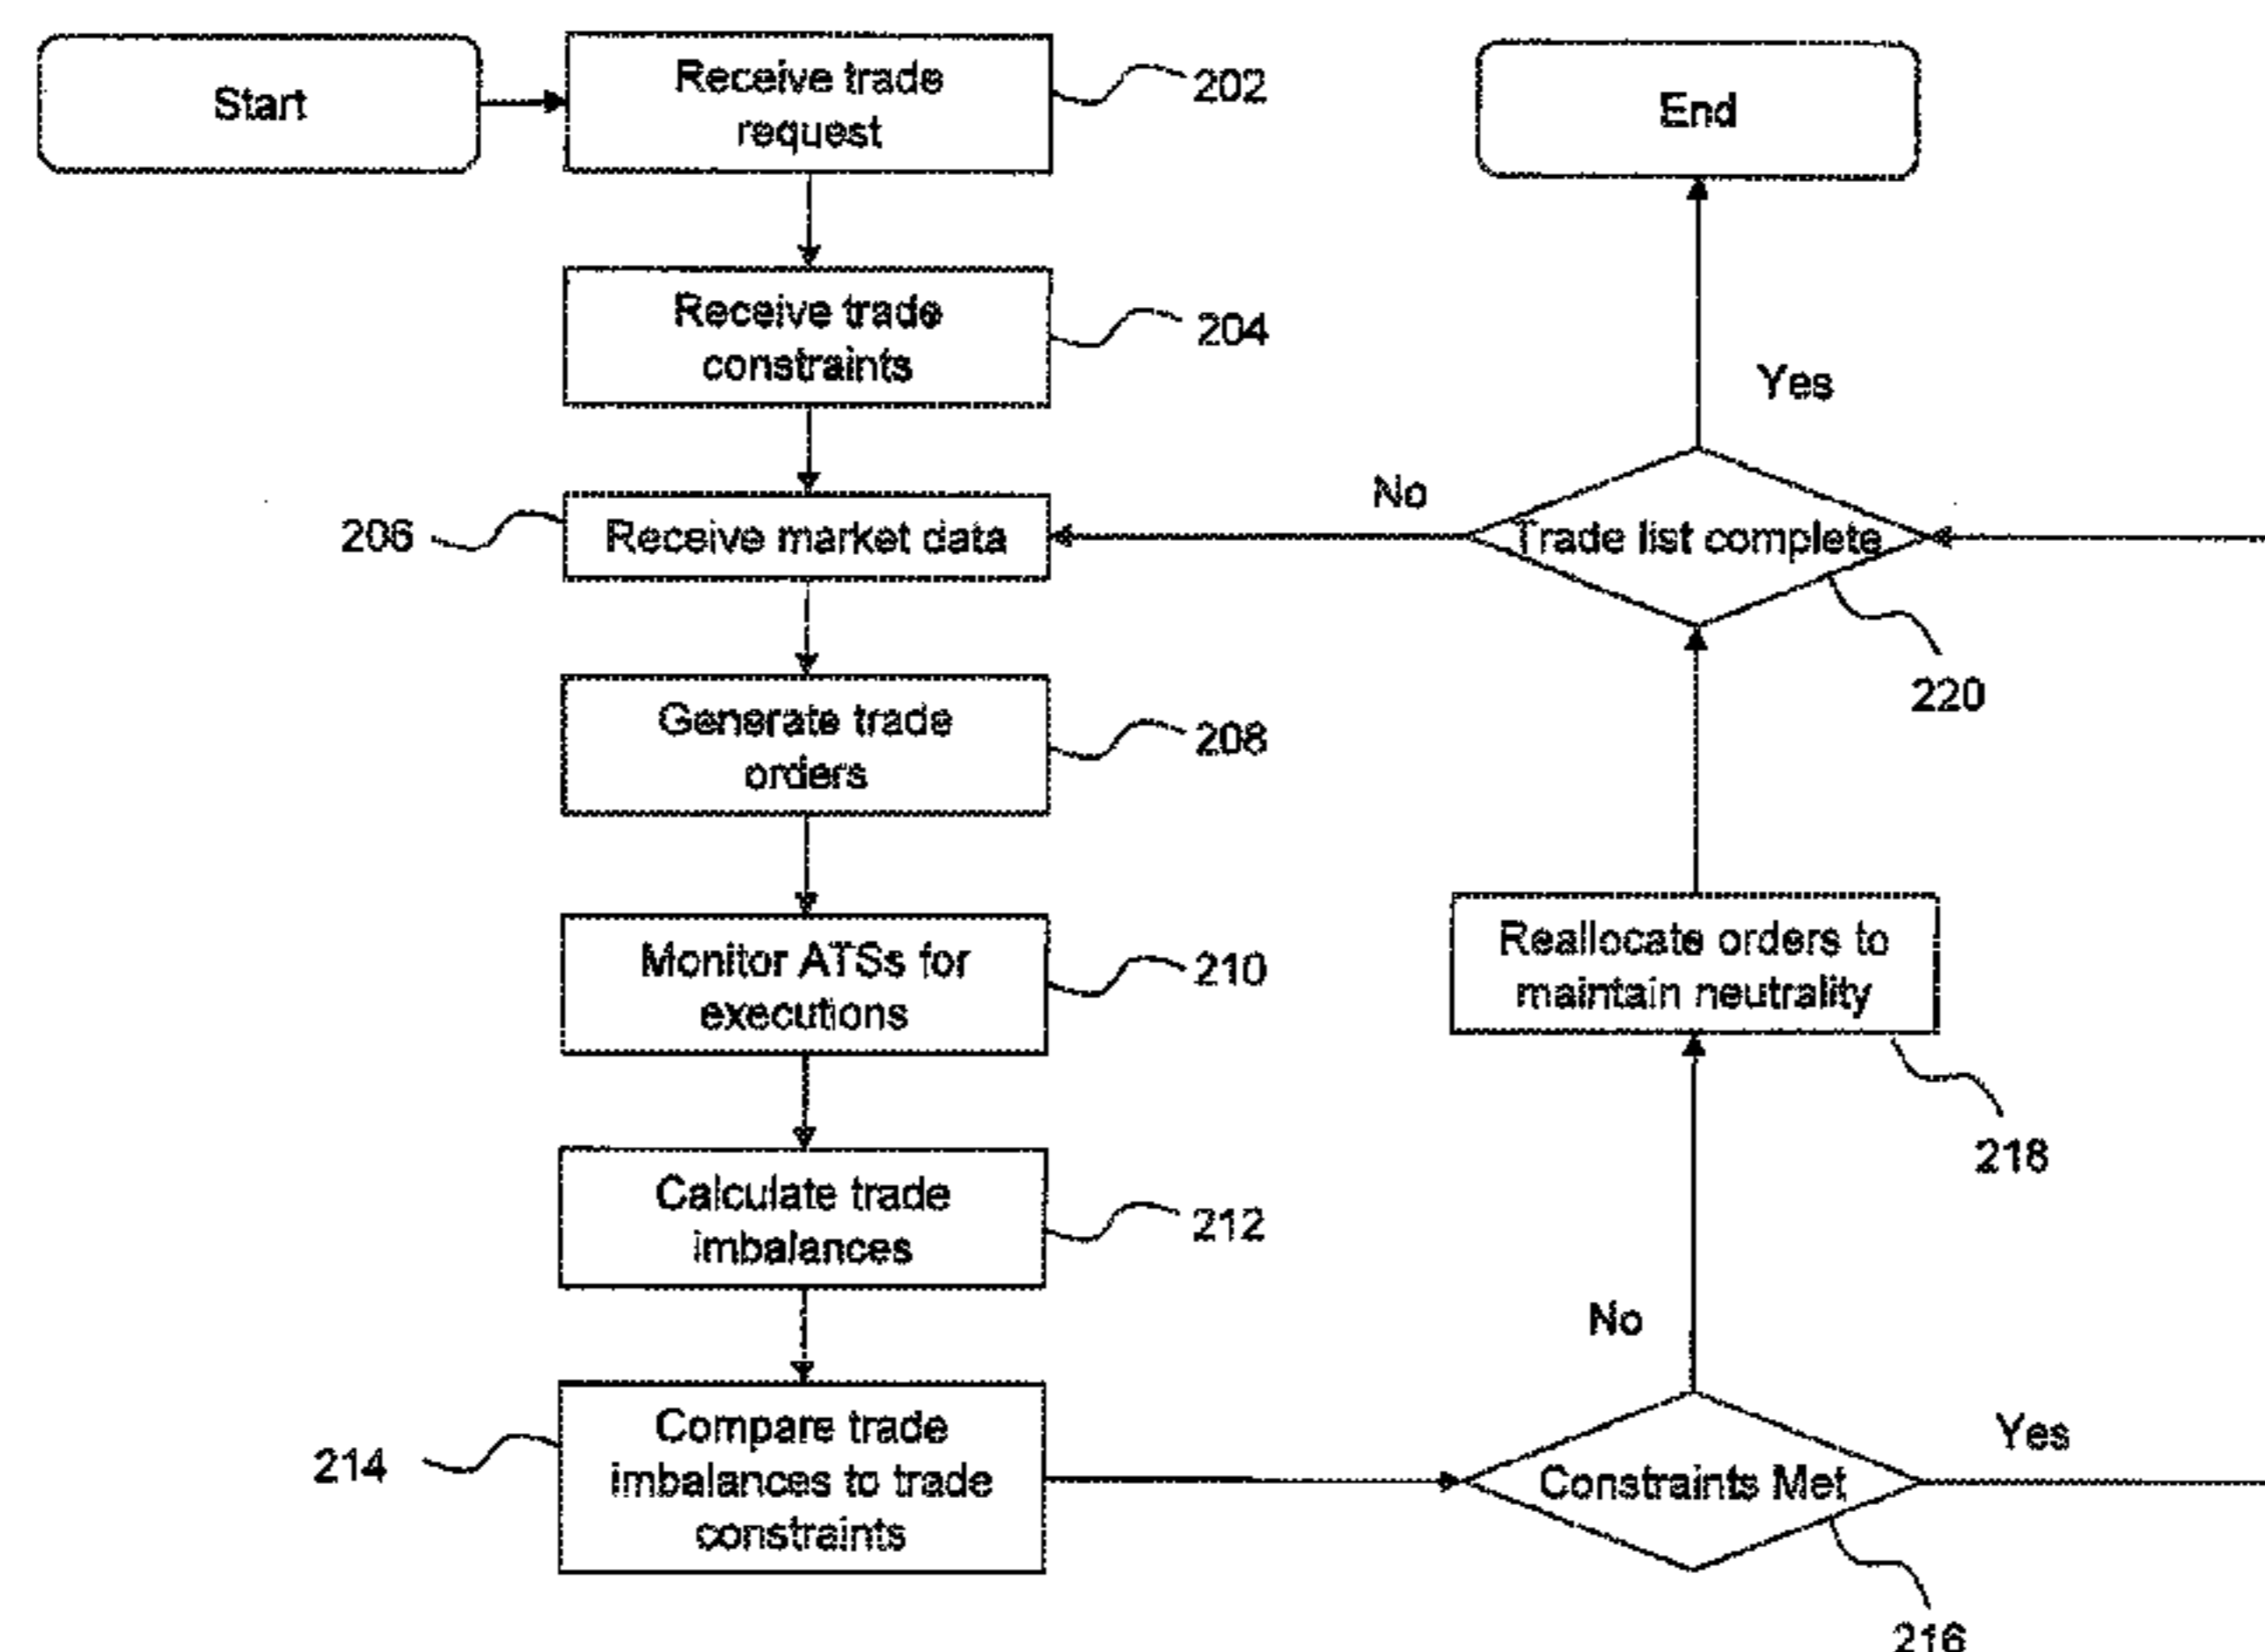 Start
Receive trade
request
202
End
Receive trade
constraints
204
Yes
No
206
Receive market data
Trade list complete
220
Generate trade
orders
208
Monitor ATSs for
executions
210
Reallocate orders to
maintain neutrality
218
Calculate trade
imbalances
212
No
Compare trade
imbalances to trade
constraints
214
Constraints Met
Yes
216